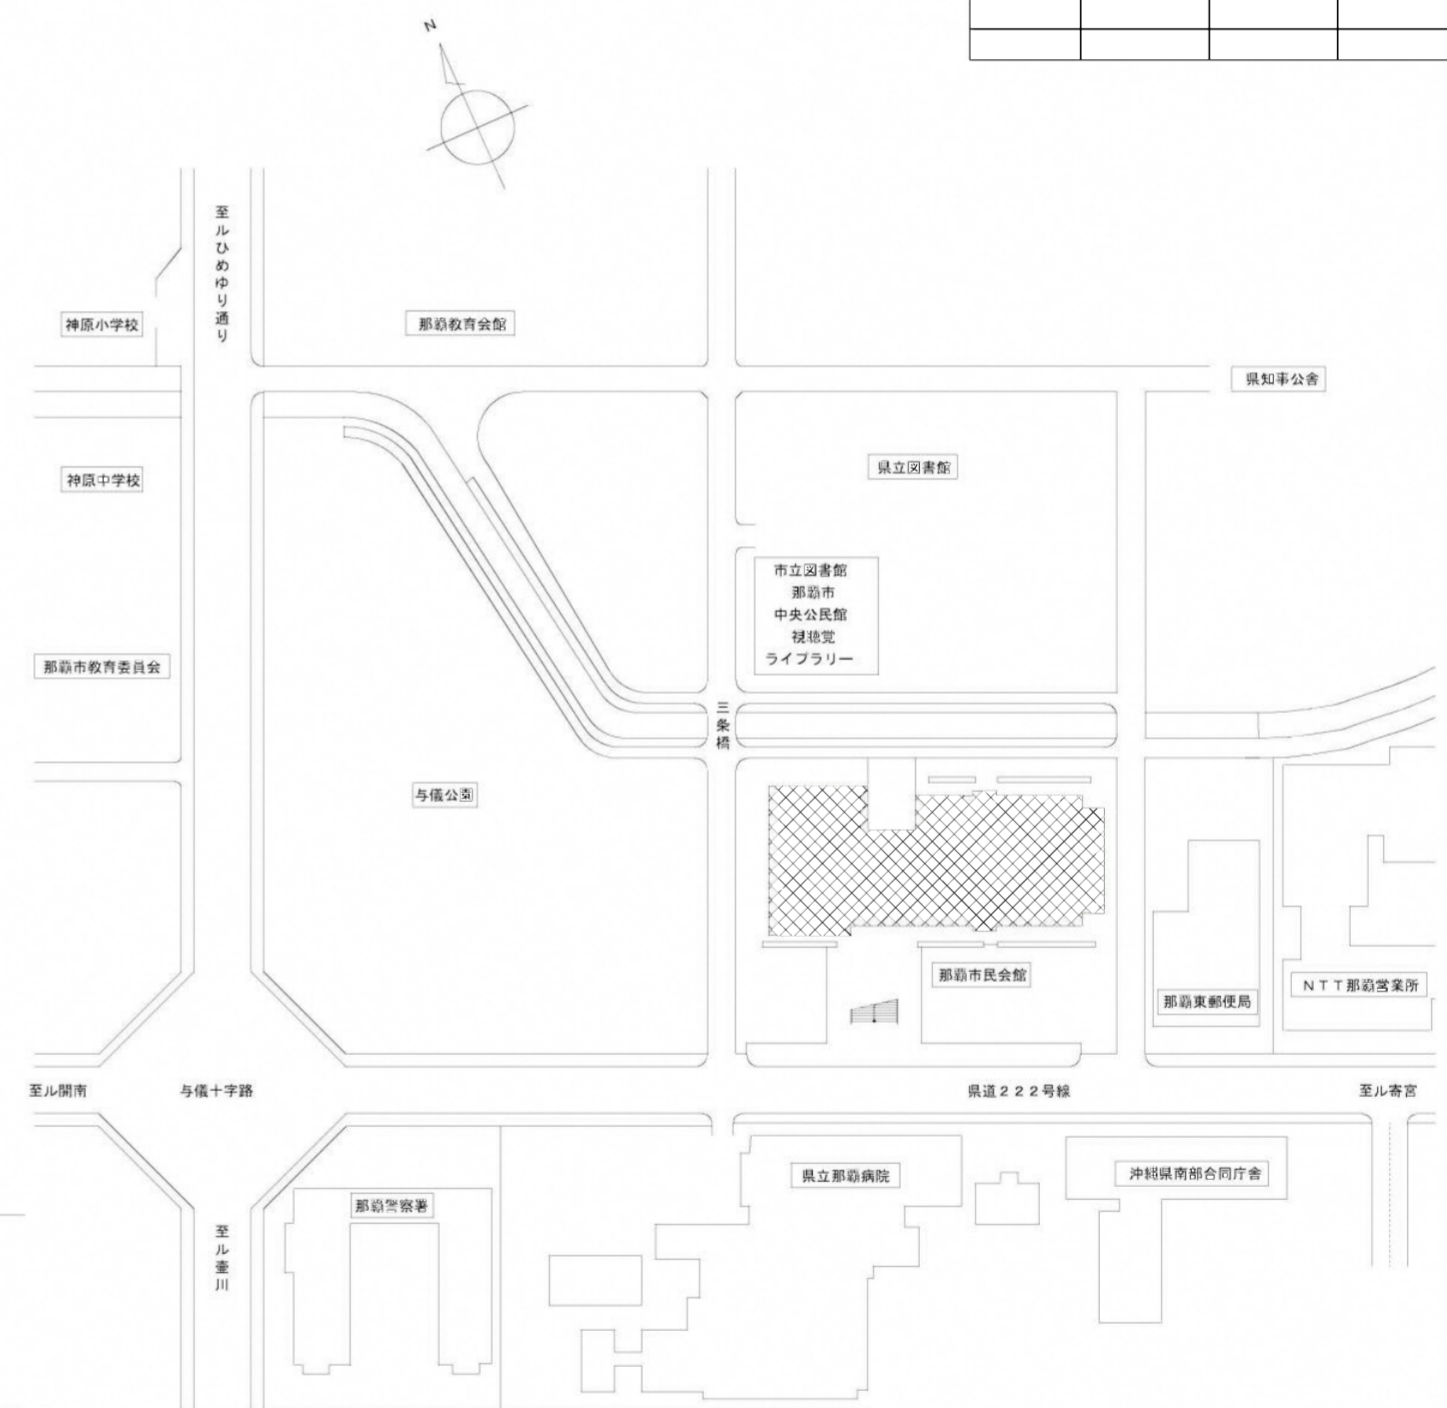 N
至ルひめゆり通り
神原小学校
那覇教育会館
県知事公舎
県立図書館
神原中学校
市立図書館
那覇市
中央公民館
視聴覚
ライブラリー
那覇市教育委員会
三条橋
与儀公園
那覇市民会館
NTT那覇営業所
那覇東郵便局
至ル開南
与儀十字路
県道222号線
至ル寄宮
県立那覇病院
沖縄県南部合同庁舎
那覇警察署
至ル壷川